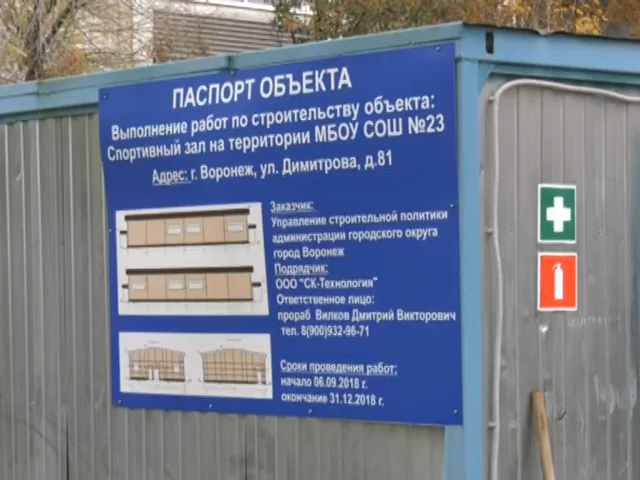 ПАСПОРТ ОБЪЕКТА
Выполнение работ по строительству объекта:
Спортивный зал на территории МБОУ СОШ №23
Адрес: г. Воронеж, ул. Димитрова, д.81
Заказчик:
Управление строительной политики
администрации городского округа
город Воронеж
Подрядчик:
ООО "СК-Технология"
Ответственное лицо:
прораб Вилков Дмитрий Викторович
тел. 8(900)932-96-71
Сроки проведения работ:
начало 06.09.2018 г.
окончание 31.12.2018 г.